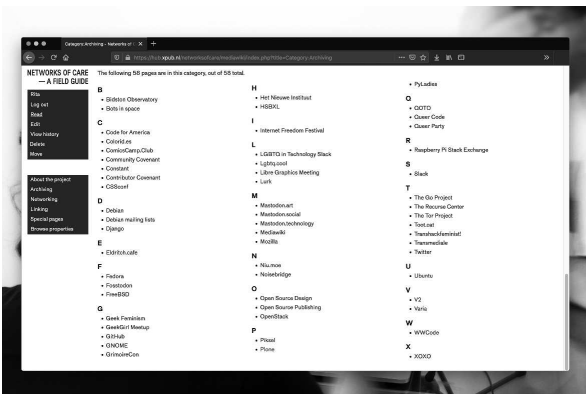 Category:Archiving - Networks of C
https://hub.xpub.nl/networksofcare/mediawiki/index.php?title=Category:Archiving
NETWORKS OF CARE
— A FIELD GUIDE
Rita
Log out
Read
Edit
View history
Delete
Move
About the project
Archiving
Networking
Linking
Special pages
Browse properties
The following 58 pages are in this category, out of 58 total.
B
• Bidston Observatory
• Bots in space
C
• Code for America
• Colorid.es
• ComicsCamp.Club
• Community Covenant
• Constant
• Contributor Covenant
• CSSconf
D
• Debian
• Debian mailing lists
• Django
E
• Eldritch.cafe
F
• Fedora
• Fosstodon
• FreeBSD
G
• Geek Feminism
• GeekGirl Meetup
• GitHub
• GNOME
• GrimoireCon
H
• Het Nieuwe Instituut
• HSBXL
I
• Internet Freedom Festival
L
• LGBTQ in Technology Slack
• Lgbtq.cool
• Libre Graphics Meeting
• Lurk
M
• Mastodon.art
• Mastodon.social
• Mastodon.technology
• Mediawiki
• Mozilla
N
• Niu.moe
• Noisebridge
O
• Open Source Design
• Open Source Publishing
• OpenStack
P
• Piksel
• Plone
• PyLadies
Q
• QOTO
• Queer Code
• Queer Party
R
• Raspberry Pi Stack Exchange
S
• Slack
T
• The Go Project
• The Recurse Center
• The Tor Project
• Toot.cat
• Transhackfeminist!
• Transmediale
• Twitter
U
• Ubuntu
V
• V2
• Varia
W
• WWCode
X
• XOXO